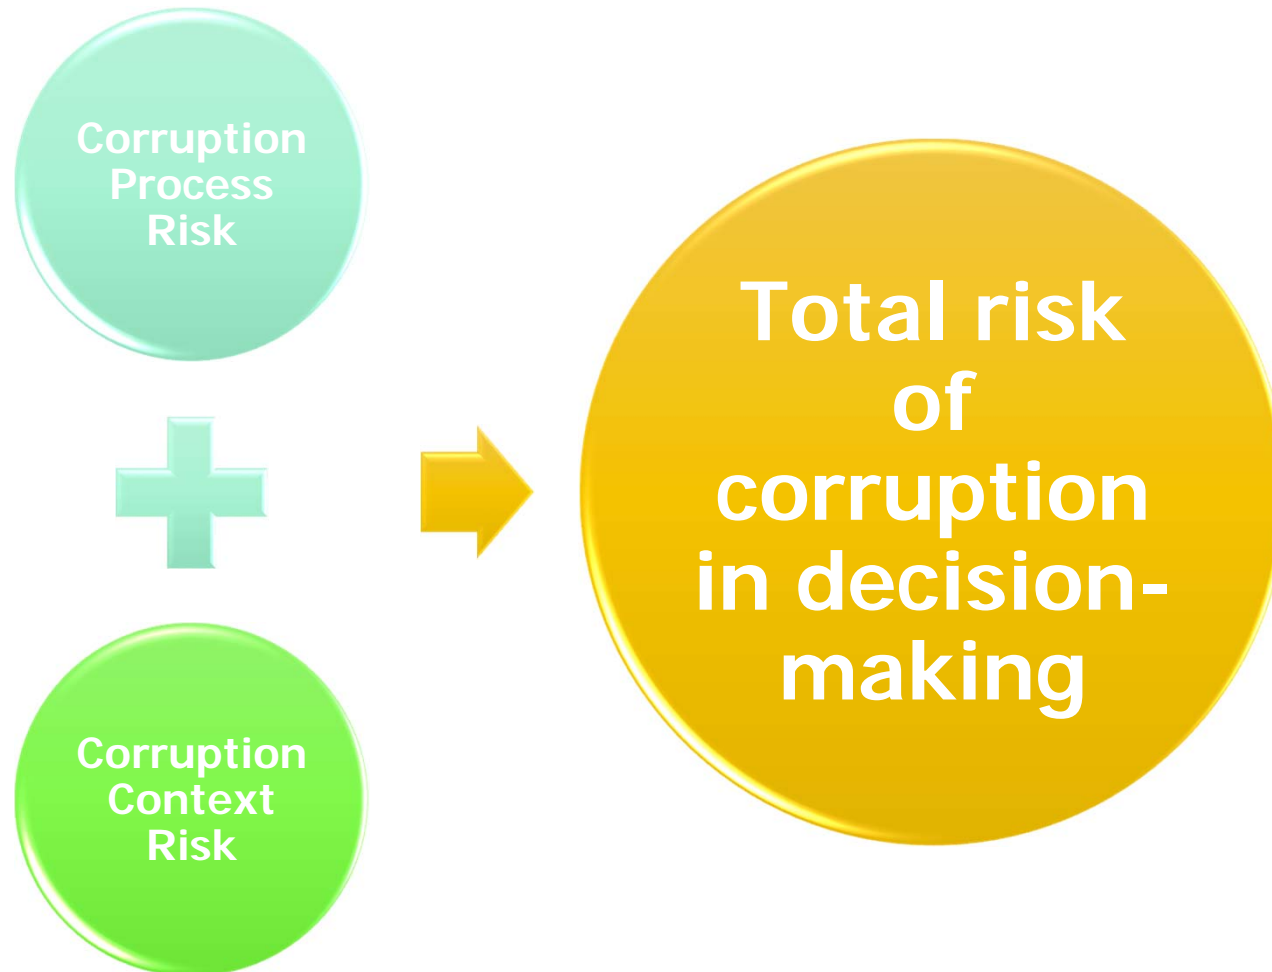 Corruption
Process
Risk
Corruption
Context
Risk
Total risk
of
corruption
in decision-
making